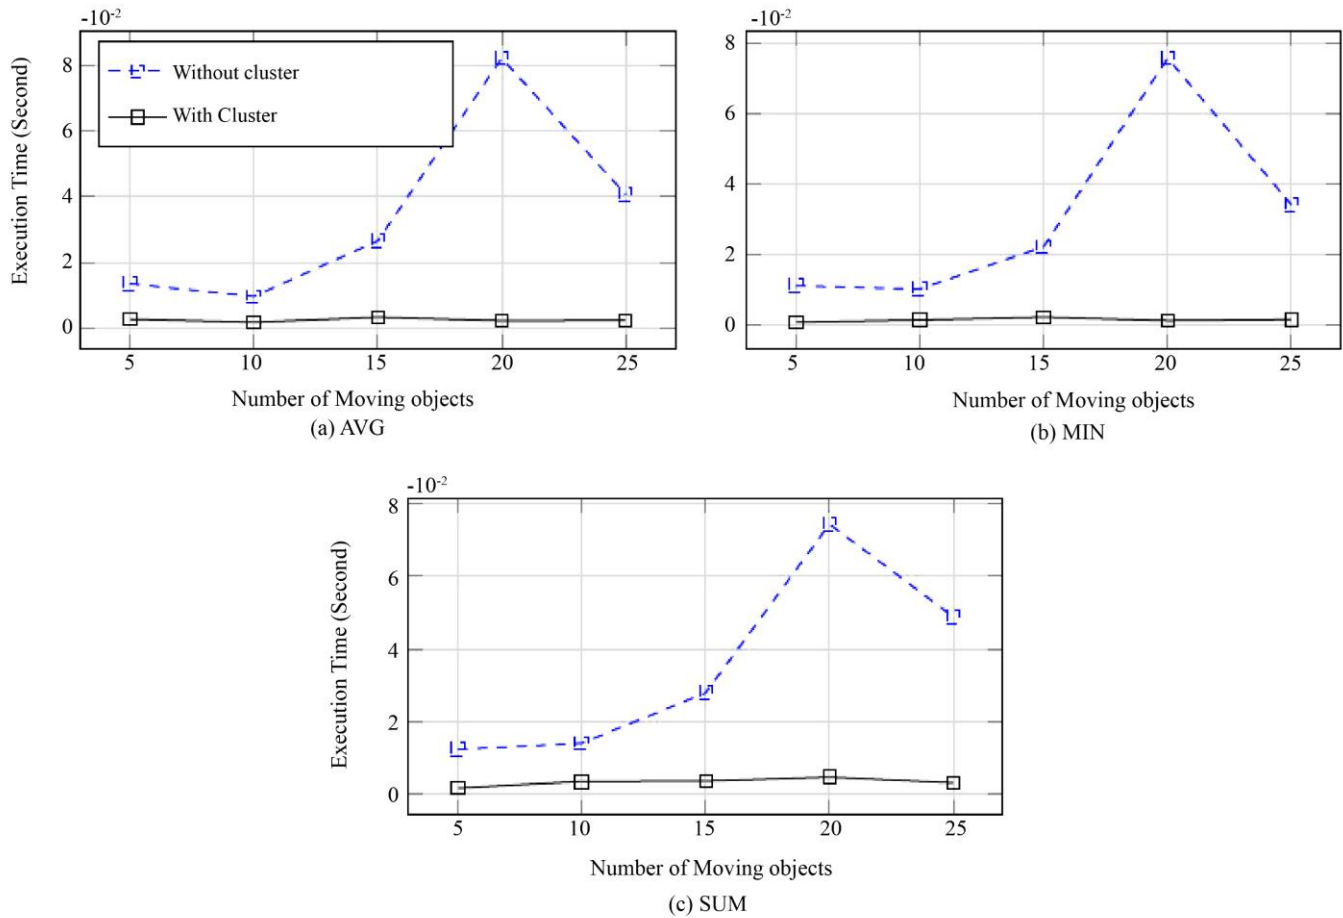 -10-2
8
6
4
2
0
Execution Time (Second)
Without cluster
With Cluster
5 10 15 20 25
Number of Moving objects
(a) AVG
-10-2
8
6
4
2
0
5 10 15 20 25
Number of Moving objects
(b) MIN
-10-2
8
6
4
2
0
Execution Time (Second)
5 10 15 20 25
Number of Moving objects
(c) SUM